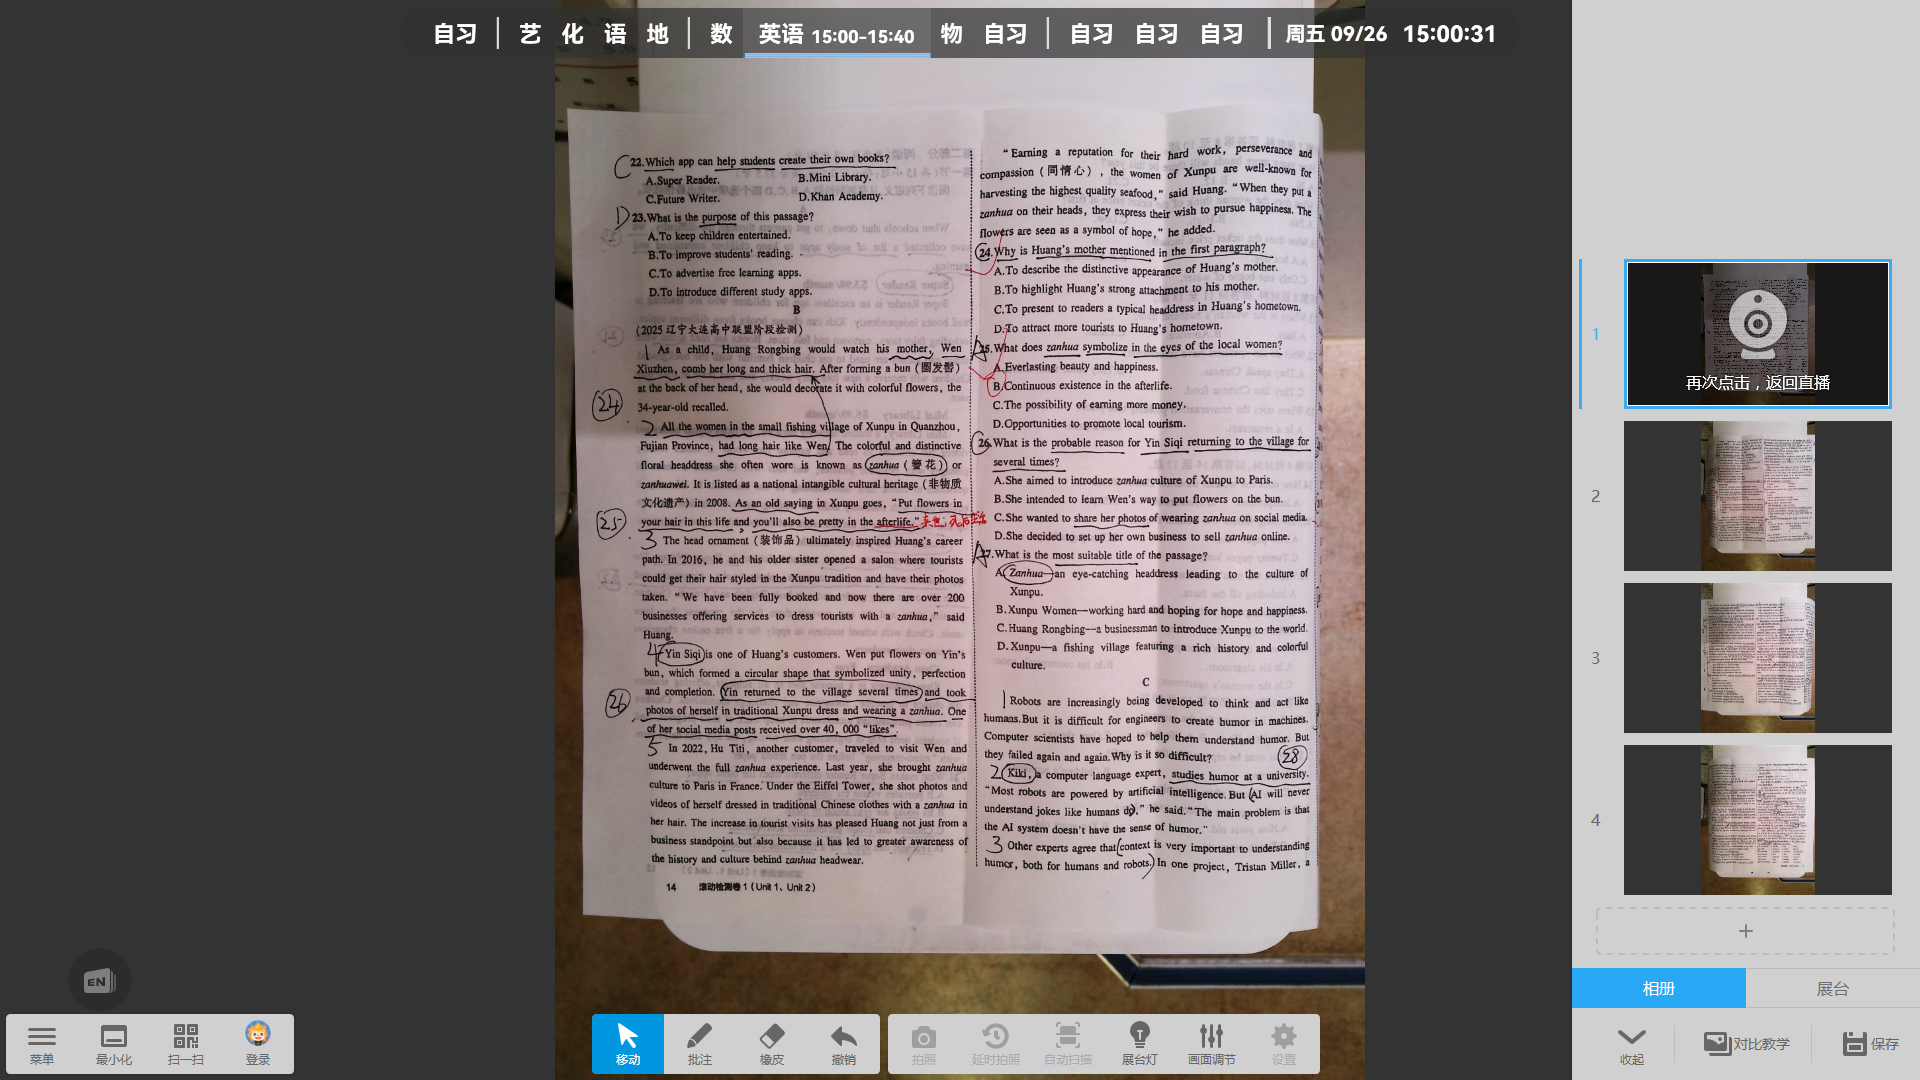 自习 艺 化 语 地 数 英语 15:00-15:40 物 自习 自习 自习 自习 周五 09/26 15:00:31
C 22.Which app can help students create their own books?
A.Super Reader. B.Mini Library.
C.Future Writer. D.Khan Academy.
D 23.What is the purpose of this passage?
A.To keep children entertained.
B.To improve students' reading.
C.To advertise free learning apps.
D.To introduce different study apps.
B
(2025 辽宁大连高中联盟阶段检测)
1 As a child, Huang Rongbing would watch his mother, Wen
Xiuzhen, comb her long and thick hair. After forming a bun (圈发髻)
at the back of her head, she would decorate it with colorful flowers, the
24
34-year-old recalled.
2 All the women in the small fishing village of Xunpu in Quanzhou,
Fujian Province, had long hair like Wen. The colorful and distinctive
floral headdress she often wore is known as zanhua (簪花) or
zanhuawei. It is listed as a national intangible cultural heritage (非物质
文化遗产) in 2008. As an old saying in Xunpu goes, "Put flowers in
25
your hair in this life and you'll also be pretty in the afterlife."
3 The head ornament (装饰品) ultimately inspired Huang's career
path. In 2016, he and his older sister opened a salon where tourists
could get their hair styled in the Xunpu tradition and have their photos
taken. "We have been fully booked and now there are over 200
businesses offering services to dress tourists with a zanhua," said
Huang.
4 Yin Siqi is one of Huang's customers. Wen put flowers on Yin's
bun, which formed a circular shape that symbolized unity, perfection
and completion. Yin returned to the village several times and took
26
photos of herself in traditional Xunpu dress and wearing a zanhua. One
of her social media posts received over 40, 000 "likes".
5 In 2022, Hu Titi, another customer, traveled to visit Wen and
underwent the full zanhua experience. Last year, she brought zanhua
culture to Paris in France. Under the Eiffel Tower, she shot photos and
videos of herself dressed in traditional Chinese clothes with a zanhua in
her hair. The increase in tourist visits has pleased Huang not just from a
business standpoint but also because it has led to greater awareness of
the history and culture behind zanhua headwear.
14 滚动检测卷 1 (Unit 1、Unit 2)
"Earning a reputation for their hard work, perseverance and
compassion (同情心), the women of Xunpu are well-known for
harvesting the highest quality seafood," said Huang. "When they put a
zanhua on their heads, they express their wish to pursue happiness. The
flowers are seen as a symbol of hope," he added.
C 24.Why is Huang's mother mentioned in the first paragraph?
A.To describe the distinctive appearance of Huang's mother.
B.To highlight Huang's strong attachment to his mother.
C.To present to readers a typical headdress in Huang's hometown.
D.To attract more tourists to Huang's hometown.
A 25.What does zanhua symbolize in the eyes of the local women?
A.Everlasting beauty and happiness.
B.Continuous existence in the afterlife.
C.The possibility of earning more money.
D.Opportunities to promote local tourism.
C 26.What is the probable reason for Yin Siqi returning to the village for
several times?
A.She aimed to introduce zanhua culture of Xunpu to Paris.
B.She intended to learn Wen's way to put flowers on the bun.
C.She wanted to share her photos of wearing zanhua on social media.
D.She decided to set up her own business to sell zanhua online.
A 27.What is the most suitable title of the passage?
A.Zanhua—an eye-catching headdress leading to the culture of
Xunpu.
B.Xunpu Women—working hard and hoping for hope and happiness.
C.Huang Rongbing—a businessman to introduce Xunpu to the world.
D.Xunpu—a fishing village featuring a rich history and colorful
culture.
C
1 Robots are increasingly being developed to think and act like
humans.But it is difficult for engineers to create humor in machines.
Computer scientists have hoped to help them understand humor. But
they failed again and again.Why is it so difficult?
28
2 Kiki, a computer language expert, studies humor at a university.
"Most robots are powered by artificial intelligence. But AI will never
understand jokes like humans do," he said."The main problem is that
the AI system doesn't have the sense of humor."
3 Other experts agree that context is very important to understanding
humor, both for humans and robots. In one project, Tristan Miller, a
1
再次点击，返回直播
2
3
4
+
相册 展台
收起 对比教学 保存
EN
菜单 最小化 扫一扫 登录
移动 批注 橡皮 撤销
拍照 延时拍照 自动扫描 展台灯 画面调节 设置